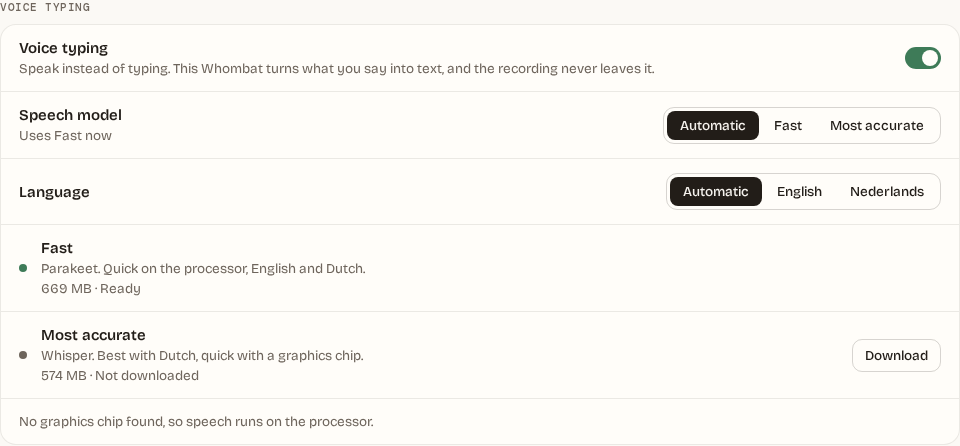 VOICE TYPING
Voice typing
Speak instead of typing. This Whombat turns what you say into text, and the recording never leaves it.
Speech model
Uses Fast now
Automatic Fast Most accurate
Language
Automatic English Nederlands
Fast
Parakeet. Quick on the processor, English and Dutch.
669 MB · Ready
Most accurate
Whisper. Best with Dutch, quick with a graphics chip.
574 MB · Not downloaded
Download
No graphics chip found, so speech runs on the processor.